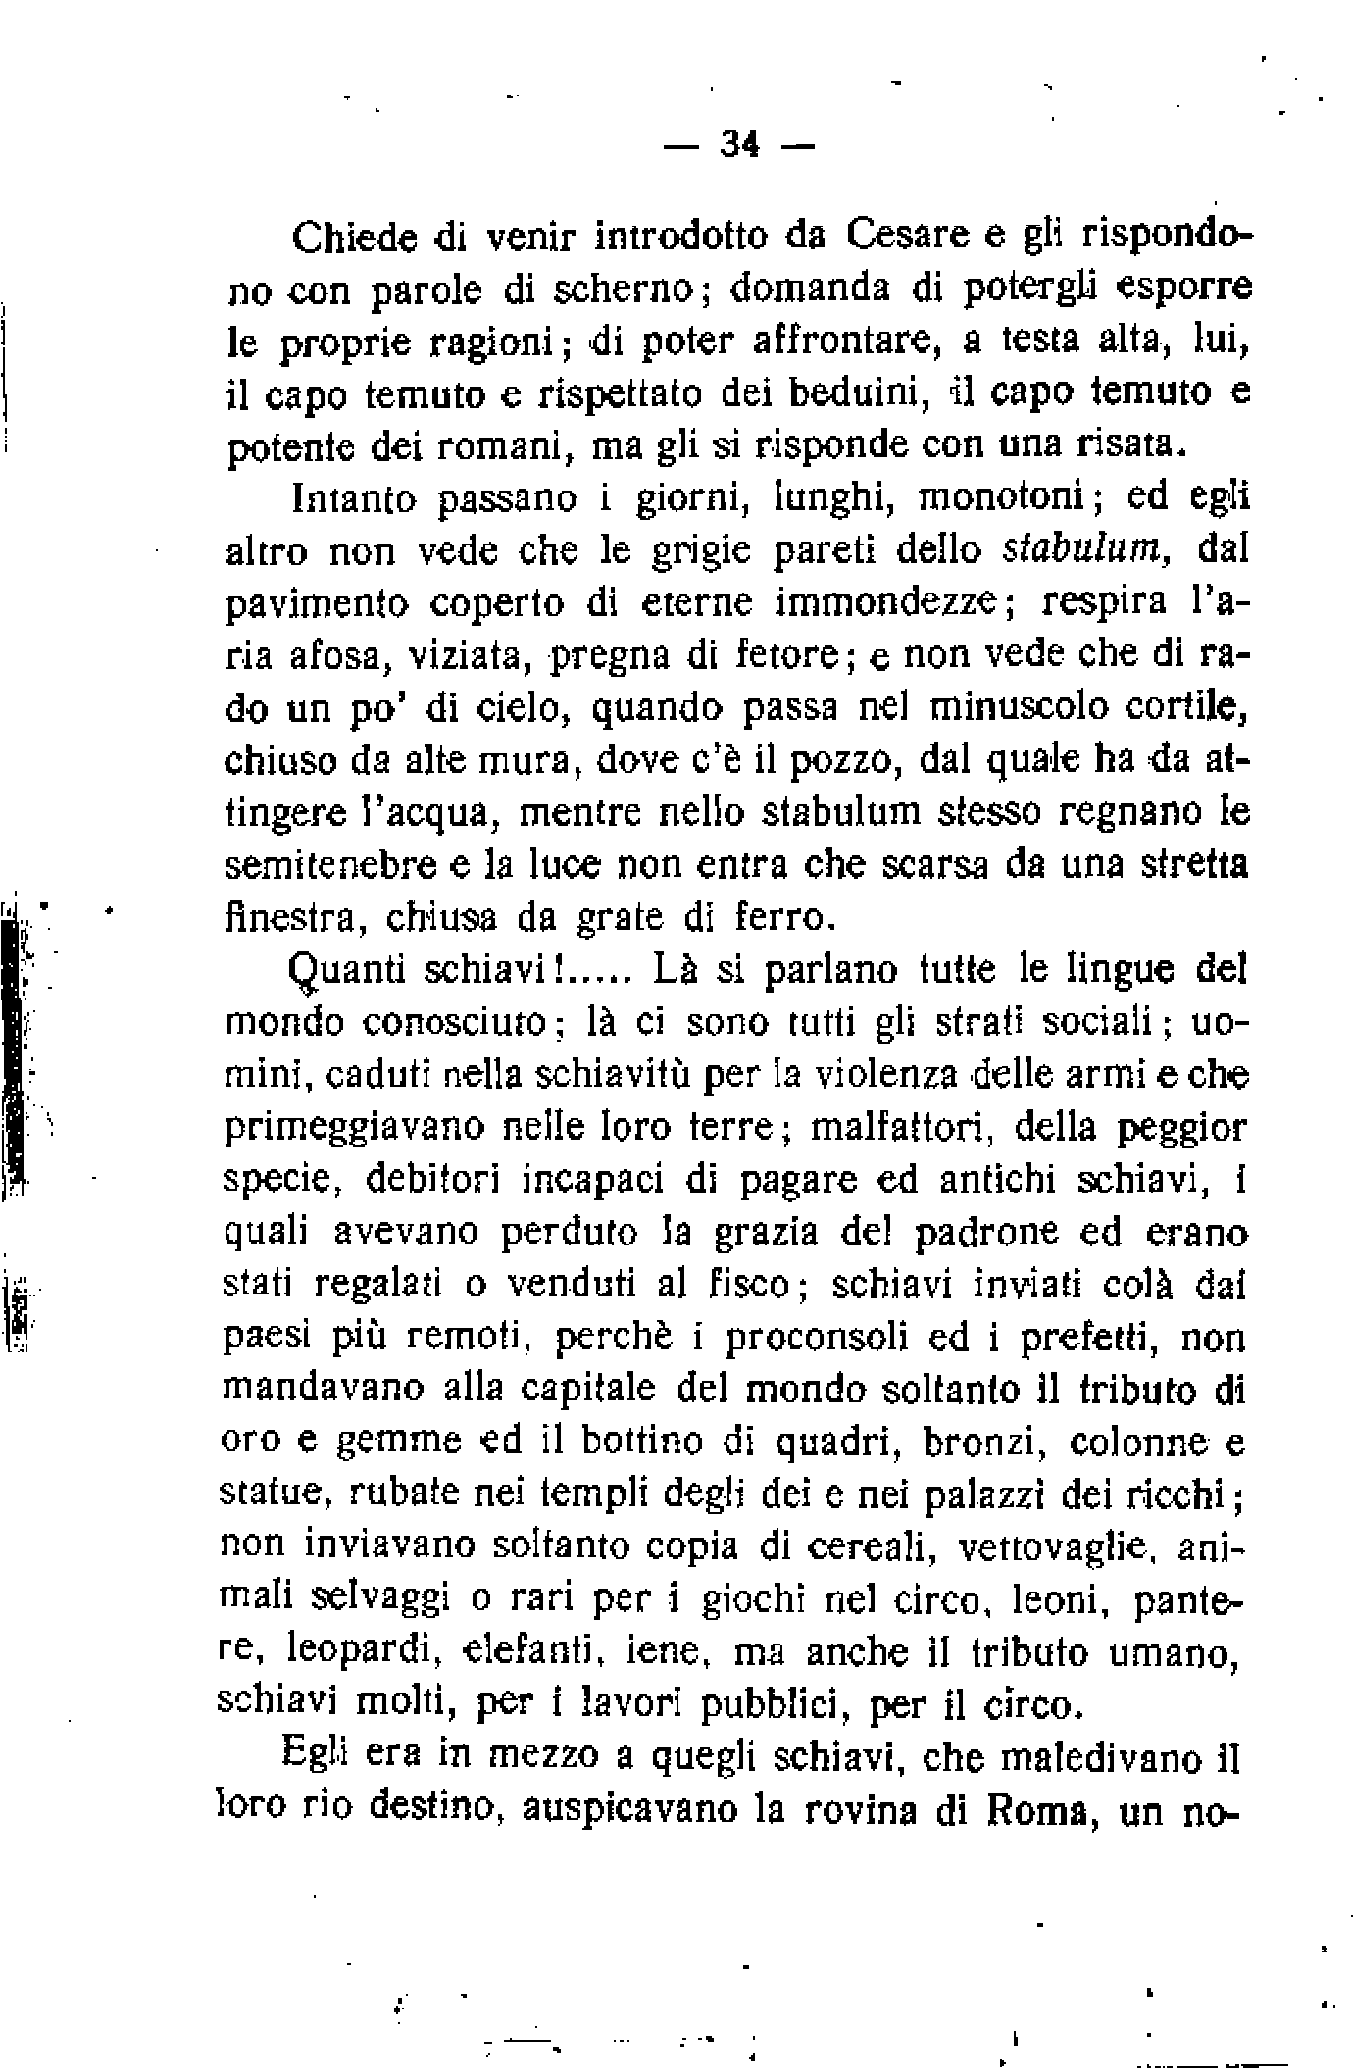 — 34 —
Chiede di venir introdotto da Cesare e gli rispondo-
no con parole di scherno; domanda di potergli esporre
le proprie ragioni; di poter affrontare, a testa alta, lui,
il capo temuto e rispettato dei beduini, il capo temuto e
potente dei romani, ma gli si risponde con una risata.
Intanto passano i giorni, lunghi, monotoni; ed egli
altro non vede che le grigie pareti dello stabulum, dal
pavimento coperto di eterne immondezze; respira l'a-
ria afosa, viziata, pregna di fetore; e non vede che di ra-
do un po' di cielo, quando passa nel minuscolo cortile,
chiuso da alte mura, dove c'è il pozzo, dal quale ha da at-
tingere l'acqua, mentre nello stabulum stesso regnano le
semitenebre e la luce non entra che scarsa da una stretta
finestra, chiusa da grate di ferro.
Quanti schiavi!..... Là si parlano tutte le lingue del
mondo conosciuto; là ci sono tutti gli strati sociali; uo-
mini, caduti nella schiavitù per la violenza delle armi e che
primeggiavano nelle loro terre; malfattori, della peggior
specie, debitori incapaci di pagare ed antichi schiavi, i
quali avevano perduto la grazia del padrone ed erano
stati regalati o venduti al fisco; schiavi inviati colà dai
paesi più remoti, perchè i proconsoli ed i prefetti, non
mandavano alla capitale del mondo soltanto il tributo di
oro e gemme ed il bottino di quadri, bronzi, colonne e
statue, rubate nei templi degli dei e nei palazzi dei ricchi;
non inviavano soltanto copia di cereali, vettovaglie, ani-
mali selvaggi o rari per i giochi nel circo, leoni, pante-
re, leopardi, elefanti, iene, ma anche il tributo umano,
schiavi molti, per i lavori pubblici, per il circo.
Egli era in mezzo a quegli schiavi, che maledivano il
loro rio destino, auspicavano la rovina di Roma, un no-